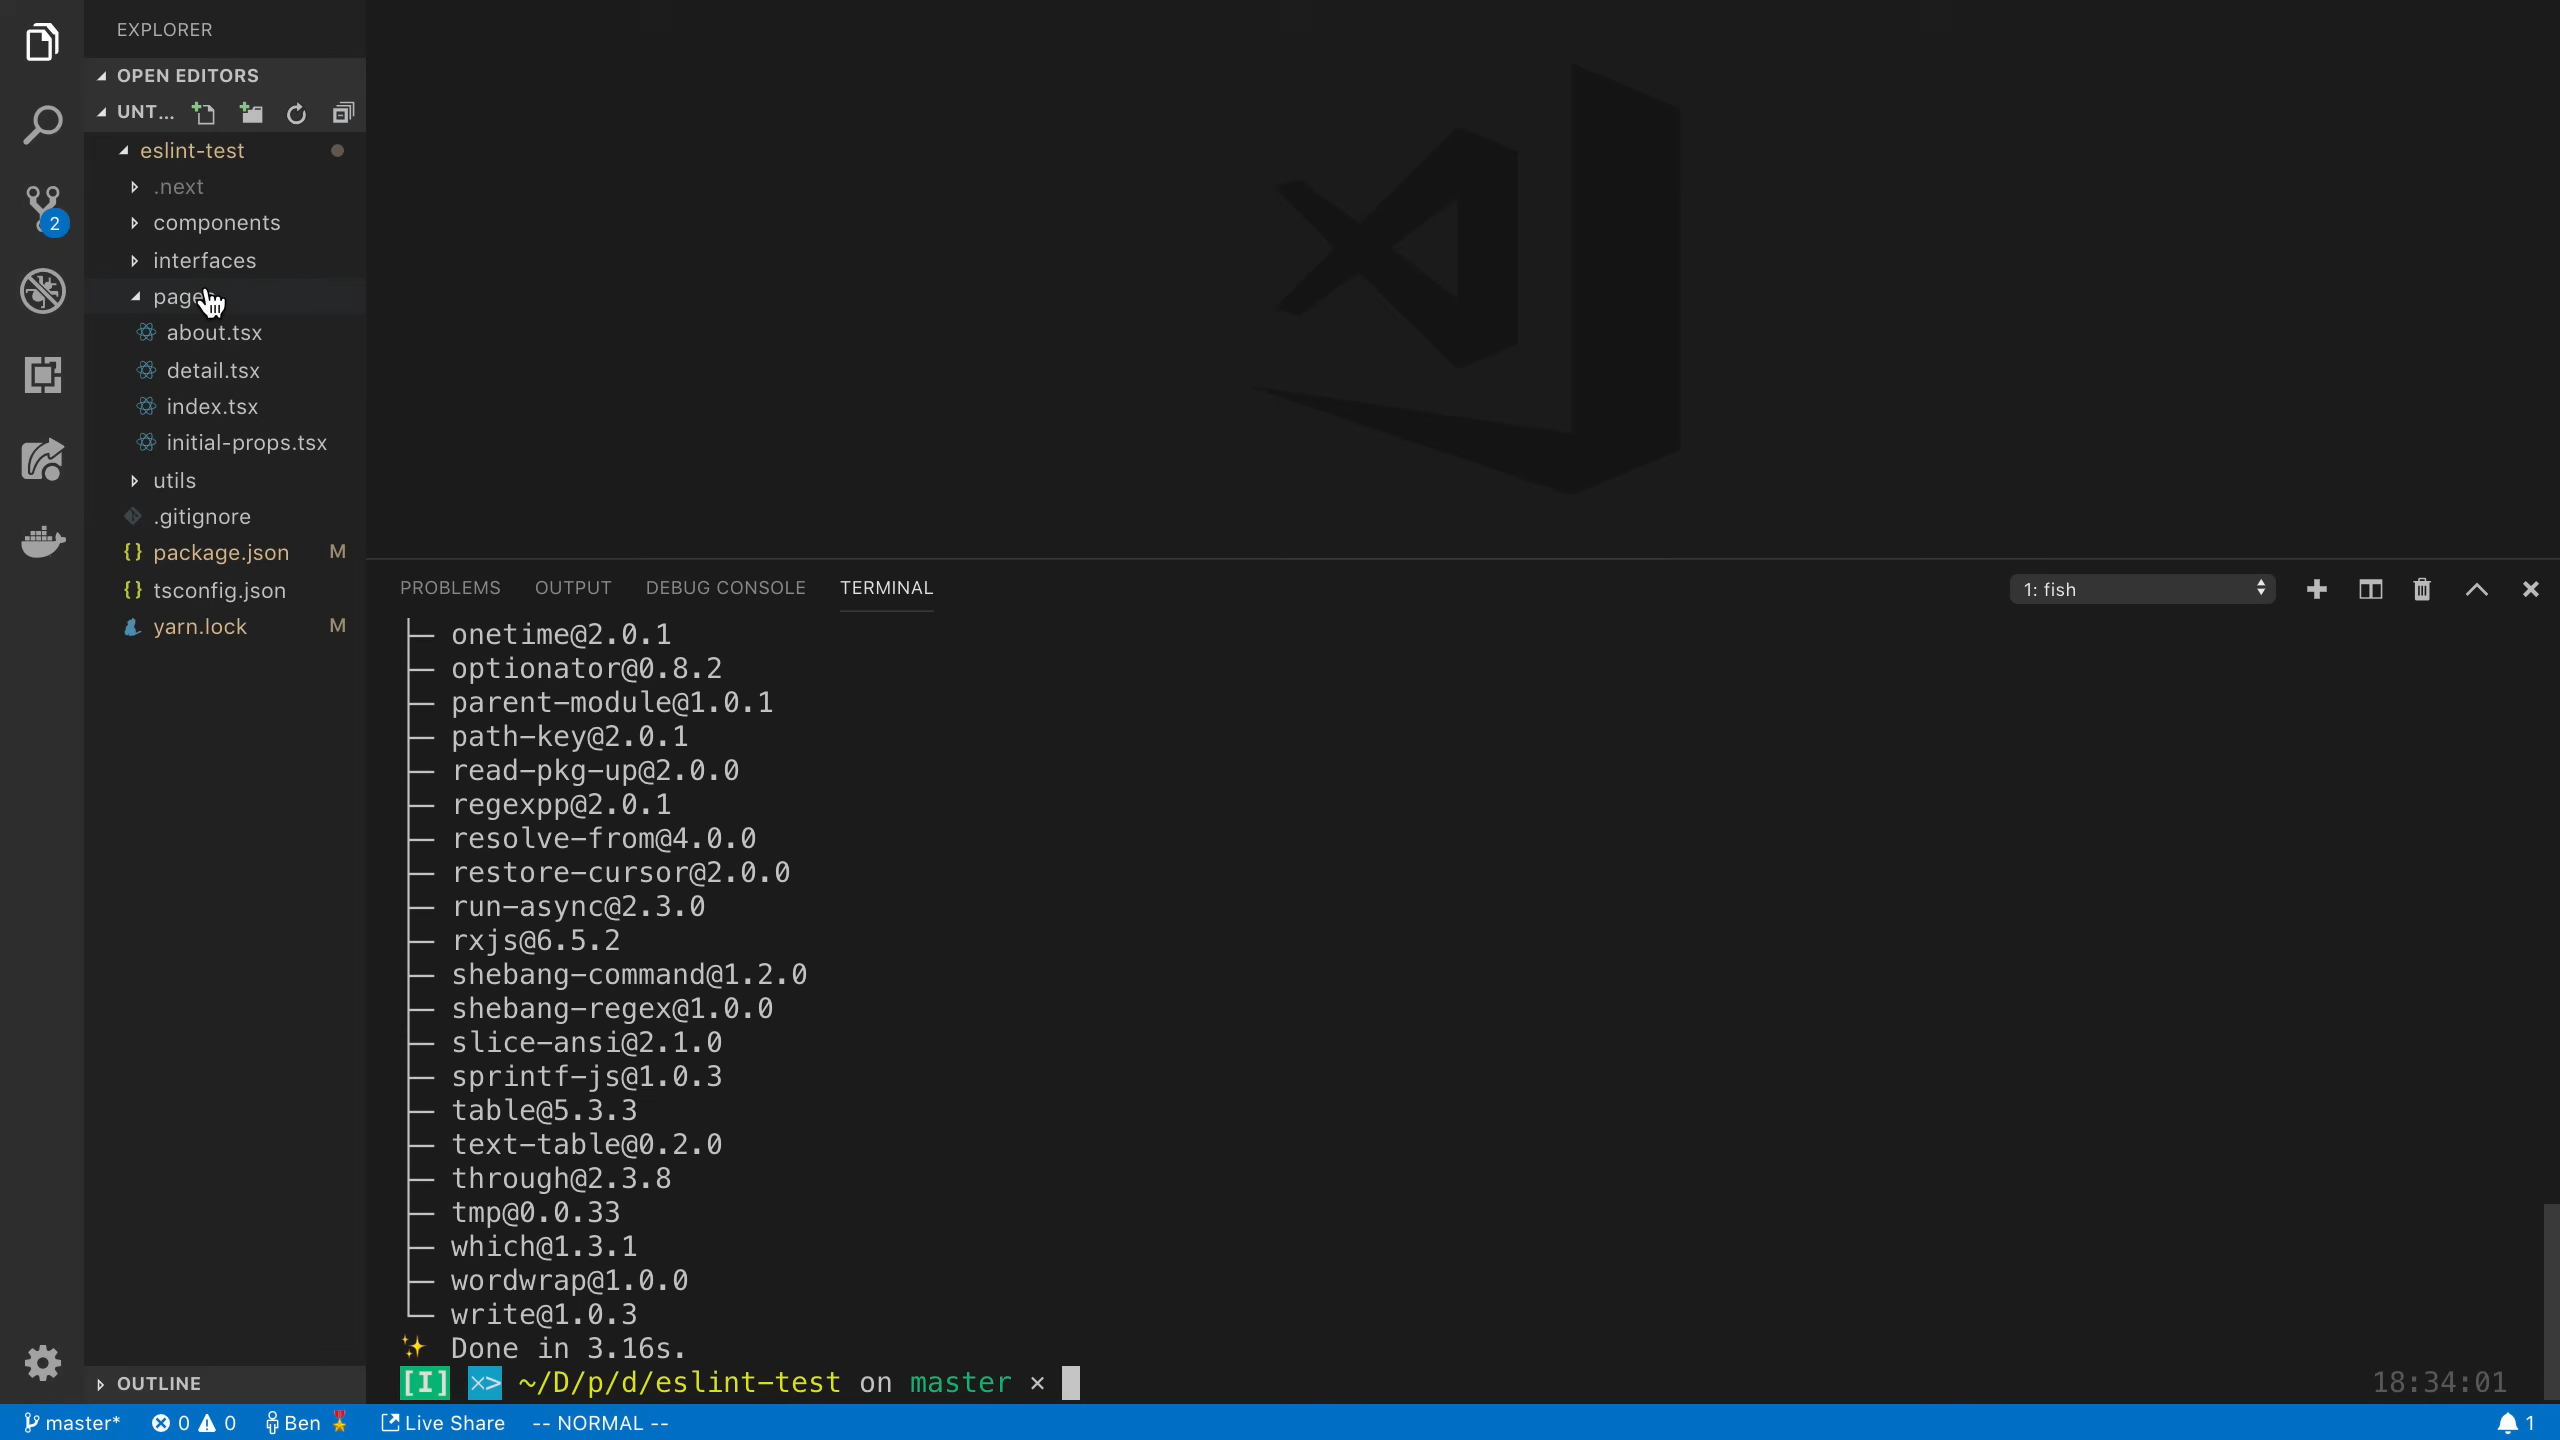 EXPLORER
OPEN EDITORS
UNT...
eslint-test
.next
components
interfaces
about.tsx
detail.tsx
index.tsx
initial-props.tsx
utils
.gitignore
{} package.json M
{} tsconfig.json
yarn.lock M
OUTLINE
2
PROBLEMS OUTPUT DEBUG CONSOLE TERMINAL
1: fish
├─ onetime@2.0.1
├─ optionator@0.8.2
├─ parent-module@1.0.1
├─ path-key@2.0.1
├─ read-pkg-up@2.0.0
├─ regexpp@2.0.1
├─ resolve-from@4.0.0
├─ restore-cursor@2.0.0
├─ run-async@2.3.0
├─ rxjs@6.5.2
├─ shebang-command@1.2.0
├─ shebang-regex@1.0.0
├─ slice-ansi@2.1.0
├─ sprintf-js@1.0.3
├─ table@5.3.3
├─ text-table@0.2.0
├─ through@2.3.8
├─ tmp@0.0.33
├─ which@1.3.1
├─ wordwrap@1.0.0
└─ write@1.0.3
✨ Done in 3.16s.
[I] ×> ~/D/p/d/eslint-test on master × 18:34:01
master* 0 0 Ben Live Share -- NORMAL -- 1